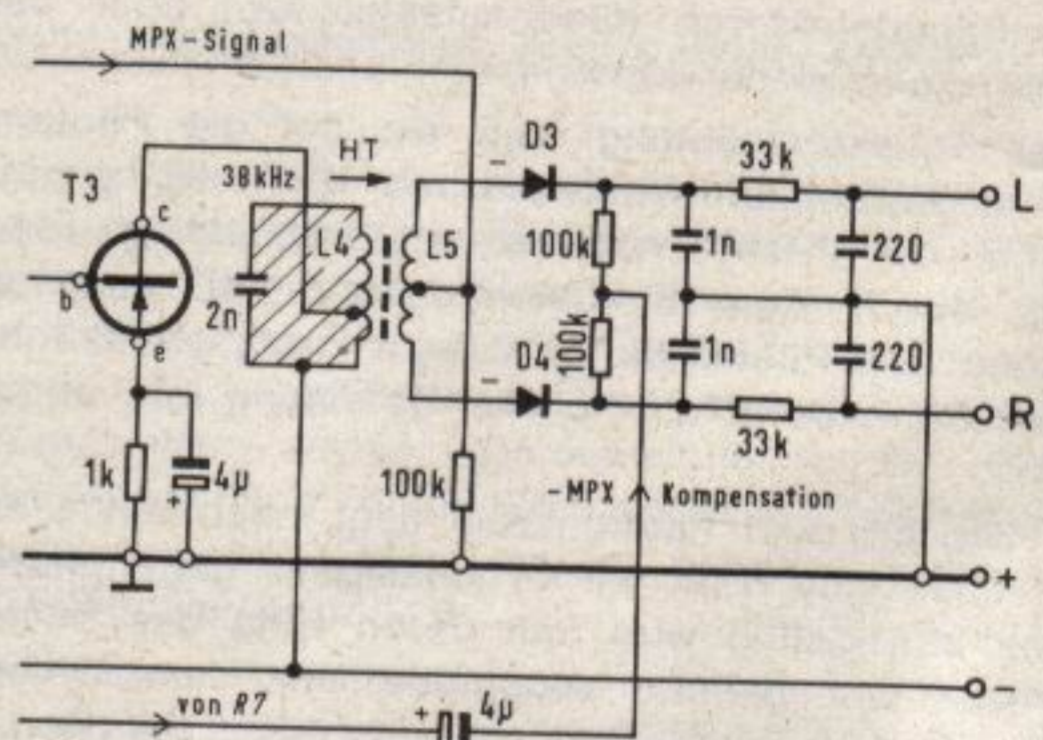 MPX-Signal
D3
33k
HT
38kHz
T3
c
L
L4
L5
100k
1n
220
2n
b
e
D4
100k
1n
220
R
33k
1k
4μ
+
100k
-MPX
Kompensation
+
-
von R7
+
4μ
-
-